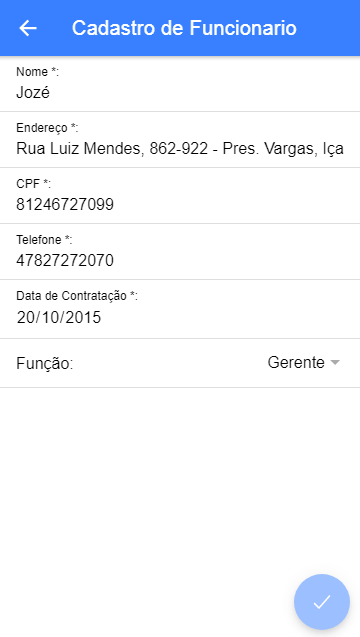 Cadastro de Funcionario
Nome *:
Jozé
Endereço *:
Rua Luiz Mendes, 862-922 - Pres. Vargas, Iça
CPF *:
81246727099
Telefone *:
47827272070
Data de Contratação *:
20/10/2015
Função: Gerente